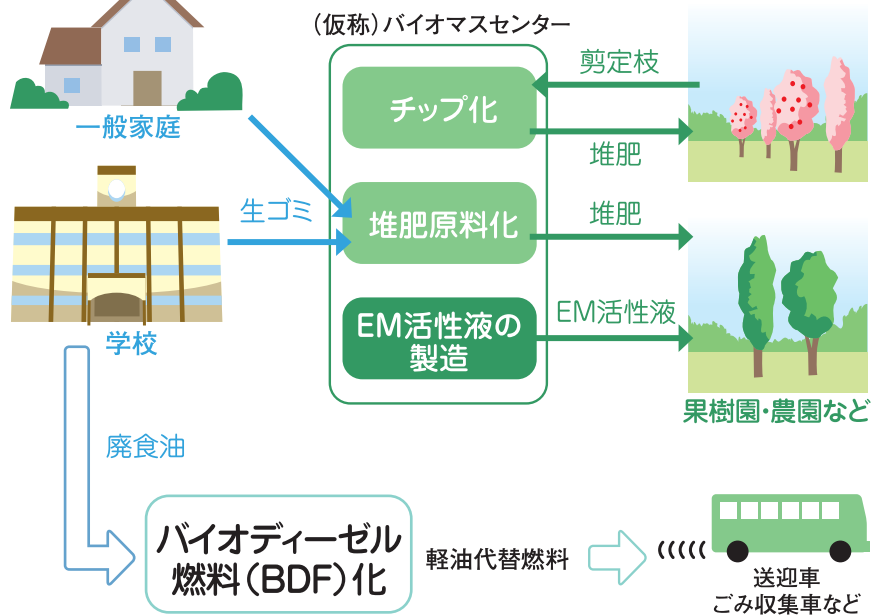 (仮称)バイオマスセンター
剪定枝
チップ化
一般家庭
堆肥
生ゴミ
堆肥原料化
堆肥
EM活性液の
製造
EM活性液
学校
果樹園・農園など
廃食油
バイオディーゼル
燃料(BDF)化
軽油代替燃料
送迎車
ごみ収集車など